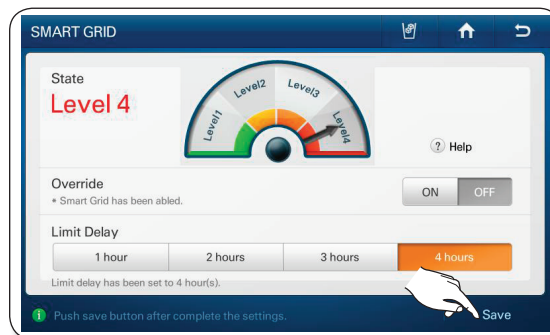 SMART GRID
State
Level 4
Level1
Level2
Level3
Level4
? Help
Override
* Smart Grid has been abled.
ON OFF
Limit Delay
1 hour 2 hours 3 hours 4 hours
Limit delay has been set to 4 hour(s).
i Push save button after complete the settings.
Save